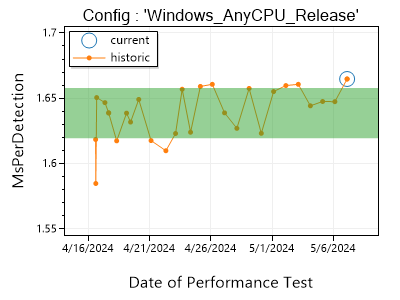 Config : 'Windows_AnyCPU_Release'
current
historic
MsPerDetection
1.7
1.65
1.6
1.55
4/16/2024
4/21/2024
4/26/2024
5/1/2024
5/6/2024
Date of Performance Test